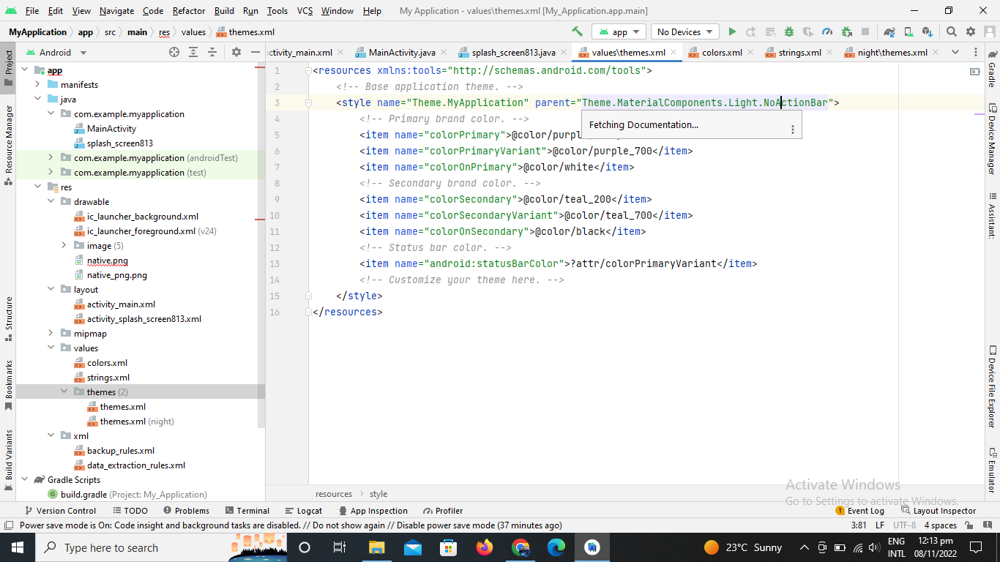 File Edit View Navigate Code Refactor Build Run Tools VCS Window Help My Application - values\themes.xml [My_Application.app.main]
MyApplication app src main res values themes.xml app No Devices
Project
Resource Manager
Structure
Bookmarks
Build Variants
Android
app
manifests
java
com.example.myapplication
MainActivity
splash_screen813
com.example.myapplication (androidTest)
com.example.myapplication (test)
res
drawable
ic_launcher_background.xml
ic_launcher_foreground.xml (v24)
image (5)
native.png
native_png.png
layout
activity_main.xml
activity_splash_screen813.xml
mipmap
values
colors.xml
strings.xml
themes (2)
themes.xml
themes.xml (night)
xml
backup_rules.xml
data_extraction_rules.xml
Gradle Scripts
build.gradle (Project: My_Application)
ctivity_main.xml MainActivity.java splash_screen813.java values\themes.xml colors.xml strings.xml night\themes.xml
1 <resources xmlns:tools="http://schemas.android.com/tools">
2 <!-- Base application theme. -->
3 <style name="Theme.MyApplication" parent="Theme.MaterialComponents.Light.NoActionBar">
4 <!-- Primary brand color. -->
Fetching Documentation...
5 <item name="colorPrimary">@color/purpl
6 <item name="colorPrimaryVariant">@color/purple_700</item>
7 <item name="colorOnPrimary">@color/white</item>
8 <!-- Secondary brand color. -->
9 <item name="colorSecondary">@color/teal_200</item>
10 <item name="colorSecondaryVariant">@color/teal_700</item>
11 <item name="colorOnSecondary">@color/black</item>
12 <!-- Status bar color. -->
13 <item name="android:statusBarColor">?attr/colorPrimaryVariant</item>
14 <!-- Customize your theme here. -->
15 </style>
16 </resources>
Gradle
Device Manager
Assistant:
Device File Explorer
Emulator
Activate Windows
Go to Settings to activate Windows.
resources style
Version Control TODO Problems Terminal Logcat App Inspection Profiler 1 Event Log Layout Inspector
Power save mode is On: Code insight and background tasks are disabled. // Do not show again // Disable power save mode (37 minutes ago) 3:81 LF UTF-8 4 spaces
Type here to search 23°C Sunny ENG INTL 12:13 pm 08/11/2022